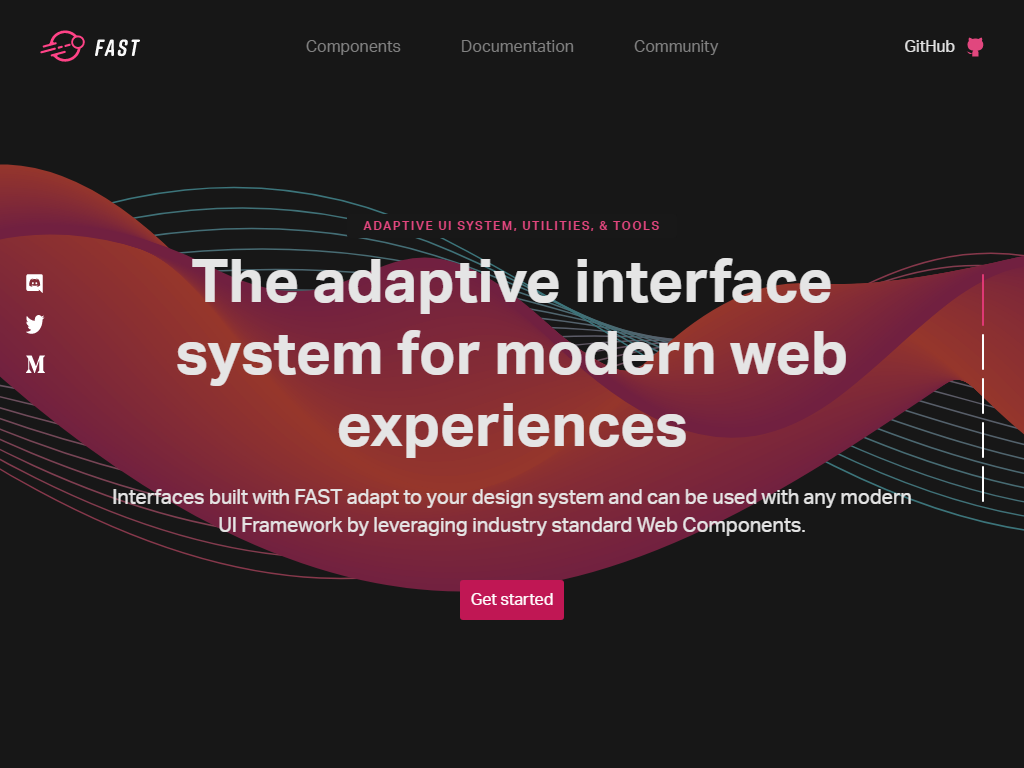 FAST
Components
Documentation
Community
GitHub
ADAPTIVE UI SYSTEM, UTILITIES, & TOOLS
The adaptive interface
system for modern web
experiences
Interfaces built with FAST adapt to your design system and can be used with any modern
UI Framework by leveraging industry standard Web Components.
Get started